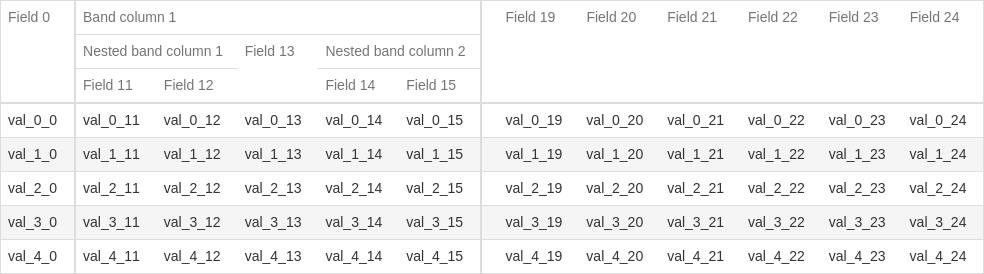 Field 0 Band column 1 Field 19 Field 20 Field 21 Field 22 Field 23 Field 24
Nested band column 1 Field 13 Nested band column 2
Field 11 Field 12 Field 14 Field 15
val_0_0 val_0_11 val_0_12 val_0_13 val_0_14 val_0_15 val_0_19 val_0_20 val_0_21 val_0_22 val_0_23 val_0_24
val_1_0 val_1_11 val_1_12 val_1_13 val_1_14 val_1_15 val_1_19 val_1_20 val_1_21 val_1_22 val_1_23 val_1_24
val_2_0 val_2_11 val_2_12 val_2_13 val_2_14 val_2_15 val_2_19 val_2_20 val_2_21 val_2_22 val_2_23 val_2_24
val_3_0 val_3_11 val_3_12 val_3_13 val_3_14 val_3_15 val_3_19 val_3_20 val_3_21 val_3_22 val_3_23 val_3_24
val_4_0 val_4_11 val_4_12 val_4_13 val_4_14 val_4_15 val_4_19 val_4_20 val_4_21 val_4_22 val_4_23 val_4_24